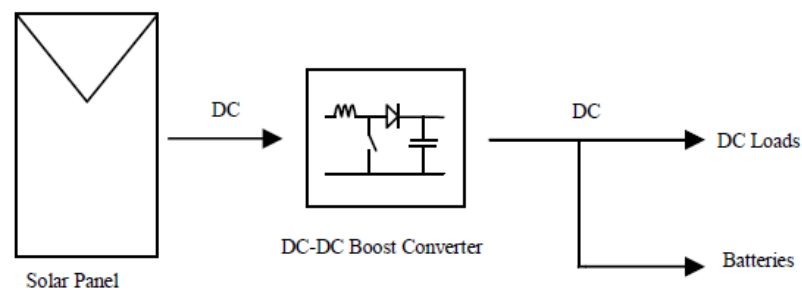 DC
DC
DC Loads
DC-DC Boost Converter
Batteries
Solar Panel